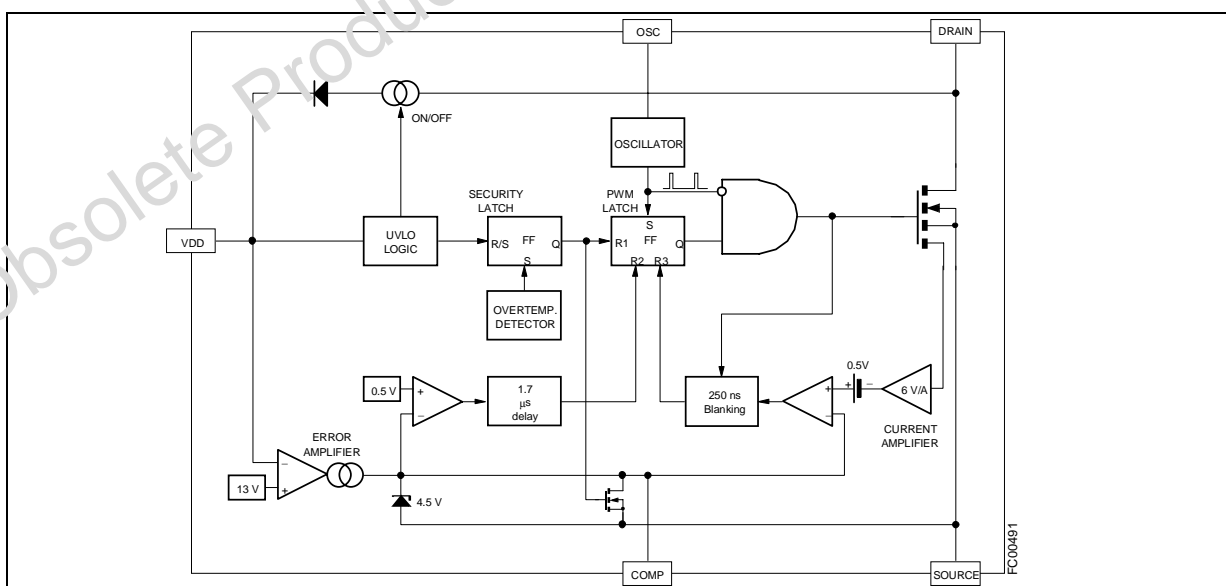 Obsolete Produc
OSC
DRAIN
ON/OFF
OSCILLATOR
SECURITY
LATCH
PWM
LATCH
VDD
UVLO
LOGIC
R/S
FF
Q
S
R1
S
FF
Q
R2
R3
OVERTEMP.
DETECTOR
0.5 V
+
–
1.7
μs
delay
250 ns
Blanking
+
–
0.5V
+
–
6 V/A
CURRENT
AMPLIFIER
ERROR
AMPLIFIER
–
+
13 V
4.5 V
COMP
SOURCE
FC00491